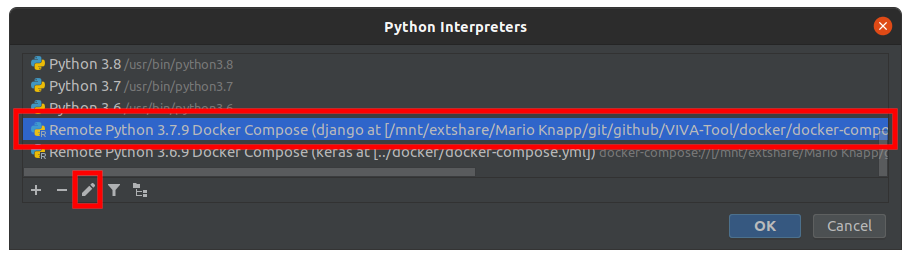 Python Interpreters
Python 3.8 /usr/bin/python3.8
Python 3.7 /usr/bin/python3.7
Python 3.6 /usr/bin/python3.6
Remote Python 3.7.9 Docker Compose (django at [/mnt/extshare/Mario Knapp/git/github/VIVA-Tool/docker/docker-compo
Remote Python 3.6.9 Docker Compose (keras at [../docker/docker-compose.yml]) docker-compose://[/mnt/extshare/Mario Knapp/g
OK
Cancel